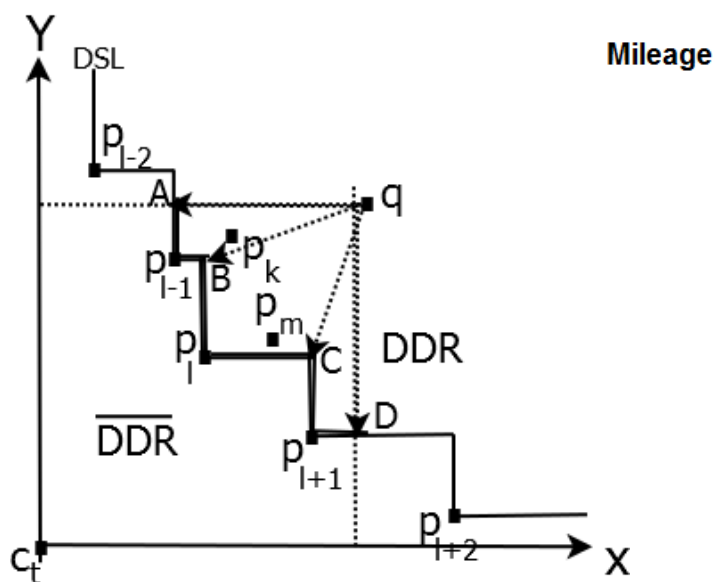 Y
Mileage
DSL
p l-2
A
q
p l-1
B
p k
p m
p l
C
DDR
D
DDR
p l+1
p l+2
c t
X